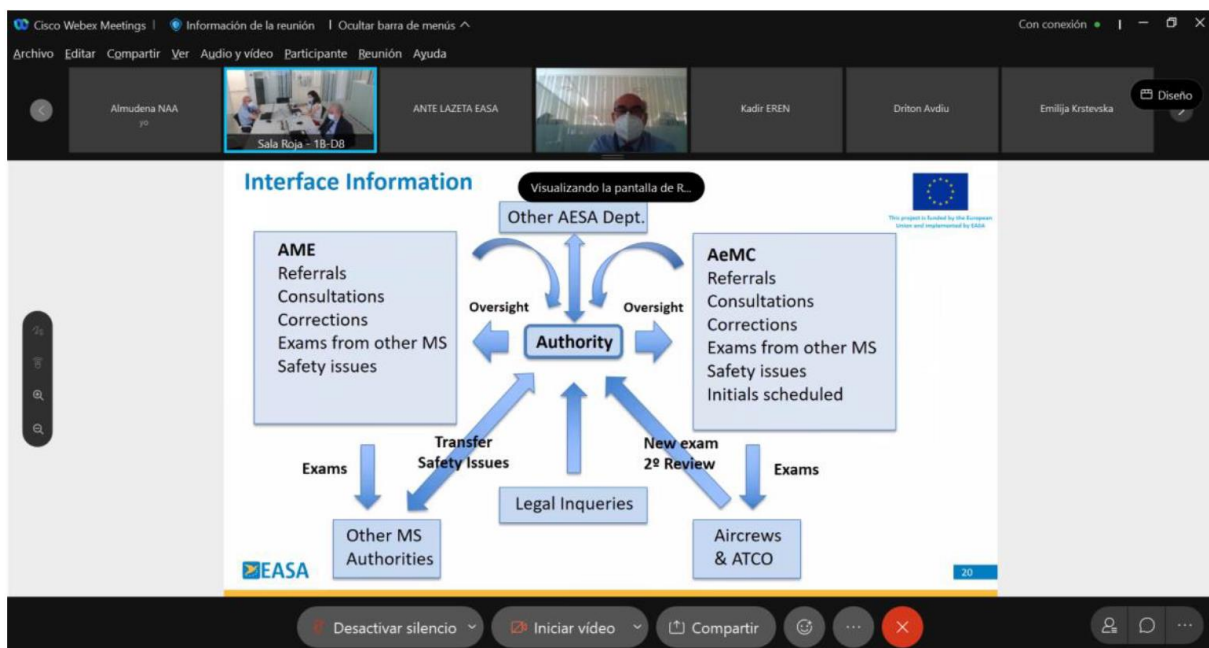 Cisco Webex Meetings | Información de la reunión | Ocultar barra de menús
Con conexión
Archivo Editar Compartir Ver Audio y vídeo Participante Reunión Ayuda
Almudena NAA
yo
Sala Roja - 1B-D8
ANTE LAZETA EASA
Kadir EREN
Driton Avdiu
Emilija Krstevska
Diseño
Interface Information
Visualizando la pantalla de R...
This project is funded by the European
Union and implemented by EASA
Other AESA Dept.
AME
Referrals
Consultations
Corrections
Exams from other MS
Safety issues
Oversight
Authority
Oversight
AeMC
Referrals
Consultations
Corrections
Exams from other MS
Safety issues
Initials scheduled
Exams
Transfer
Safety Issues
New exam
2º Review
Exams
Legal Inqueries
Other MS
Authorities
Aircrews
& ATCO
EASA
20
Desactivar silencio
Iniciar vídeo
Compartir